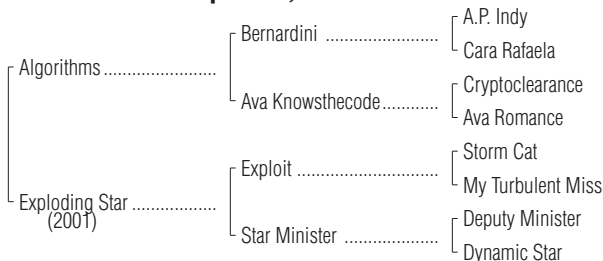 A.P. Indy
Bernardini ......................
Cara Rafaela
Algorithms ......................
Cryptoclearance
Ava Knowsthecode...........
Ava Romance
Storm Cat
Exploit ............................
My Turbulent Miss
Exploding Star ................
(2001)
Deputy Minister
Star Minister ..................
Dynamic Star